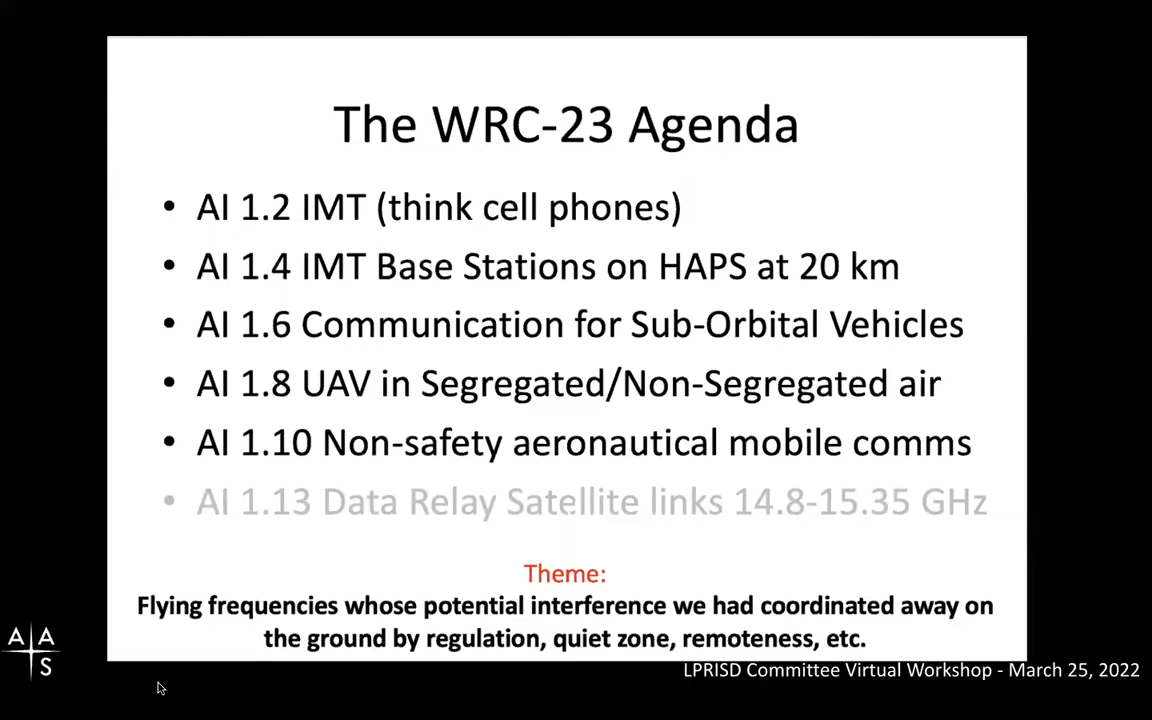 The WRC-23 Agenda
• AI 1.2 IMT (think cell phones)
• AI 1.4 IMT Base Stations on HAPS at 20 km
• AI 1.6 Communication for Sub-Orbital Vehicles
• AI 1.8 UAV in Segregated/Non-Segregated air
• AI 1.10 Non-safety aeronautical mobile comms
• AI 1.13 Data Relay Satellite links 14.8-15.35 GHz
Theme:
Flying frequencies whose potential interference we had coordinated away on
the ground by regulation, quiet zone, remoteness, etc.
A A
S
LPRISD Committee Virtual Workshop - March 25, 2022